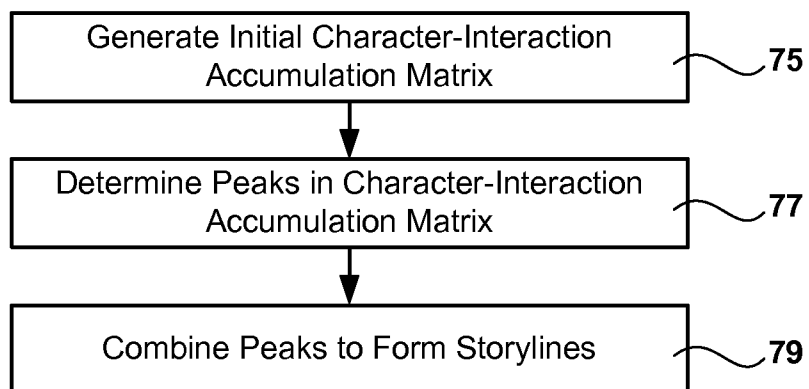 Generate Initial Character-Interaction
Accumulation Matrix
75
Determine Peaks in Character-Interaction
Accumulation Matrix
77
Combine Peaks to Form Storylines
79